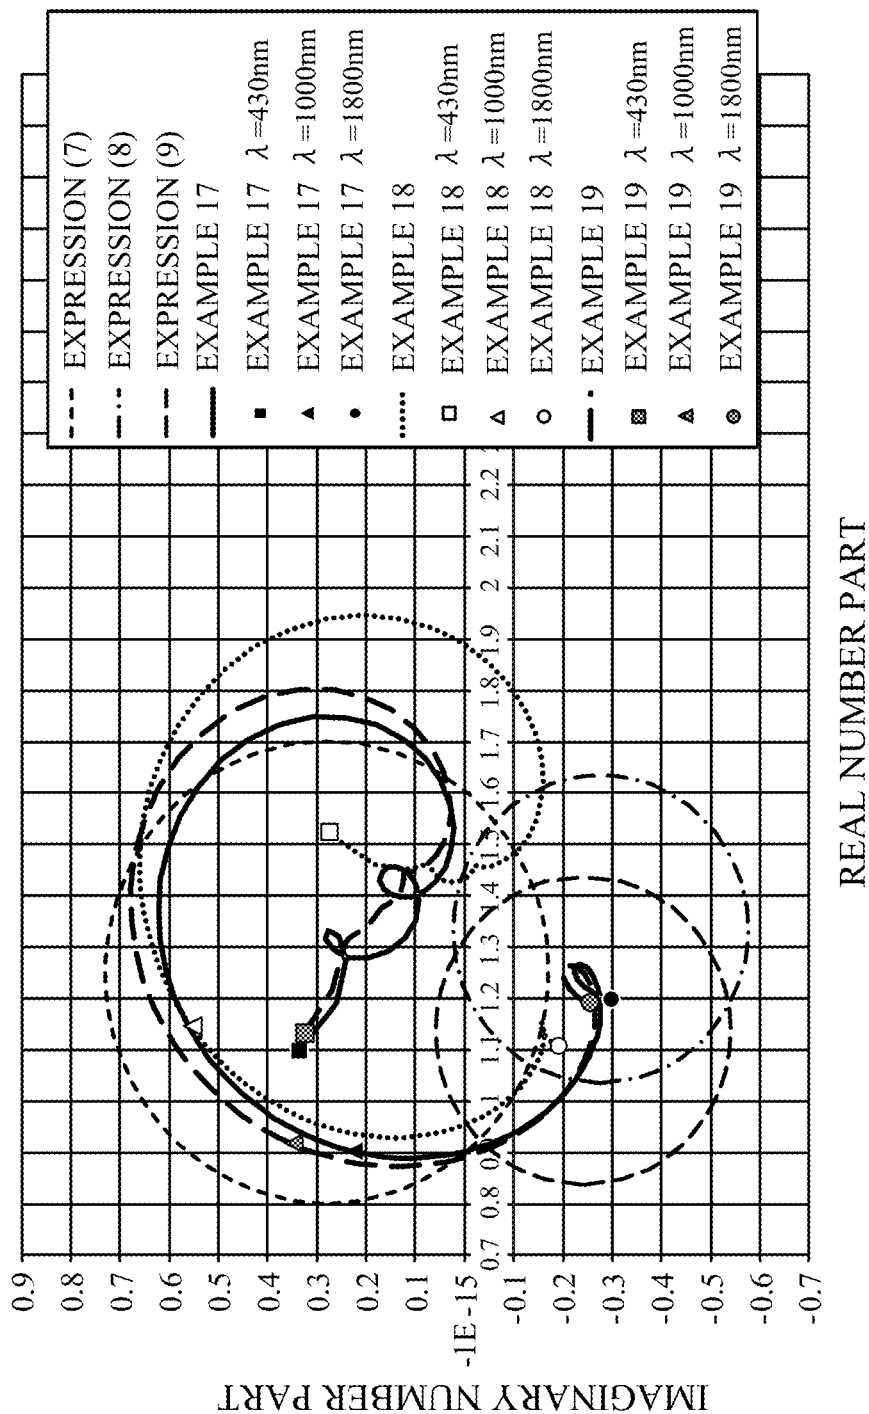 EXPRESSION (7)
EXPRESSION (8)
EXPRESSION (9)
EXAMPLE 17
EXAMPLE 17 λ=430nm
EXAMPLE 17 λ=1000nm
EXAMPLE 17 λ=1800nm
EXAMPLE 18
EXAMPLE 18 λ=430nm
EXAMPLE 18 λ=1000nm
EXAMPLE 18 λ=1800nm
EXAMPLE 19
EXAMPLE 19 λ=430nm
EXAMPLE 19 λ=1000nm
EXAMPLE 19 λ=1800nm
IMAGINARY NUMBER PART
0.9
0.8
0.7
0.6
0.5
0.4
0.3
0.2
0.1
-1E-15
-0.1
-0.2
-0.3
-0.4
-0.5
-0.6
-0.7
0.7 0.8 0.9 1 1.1 1.2 1.3 1.4 1.5 1.6 1.7 1.8 1.9 2 2.1 2.2
REAL NUMBER PART